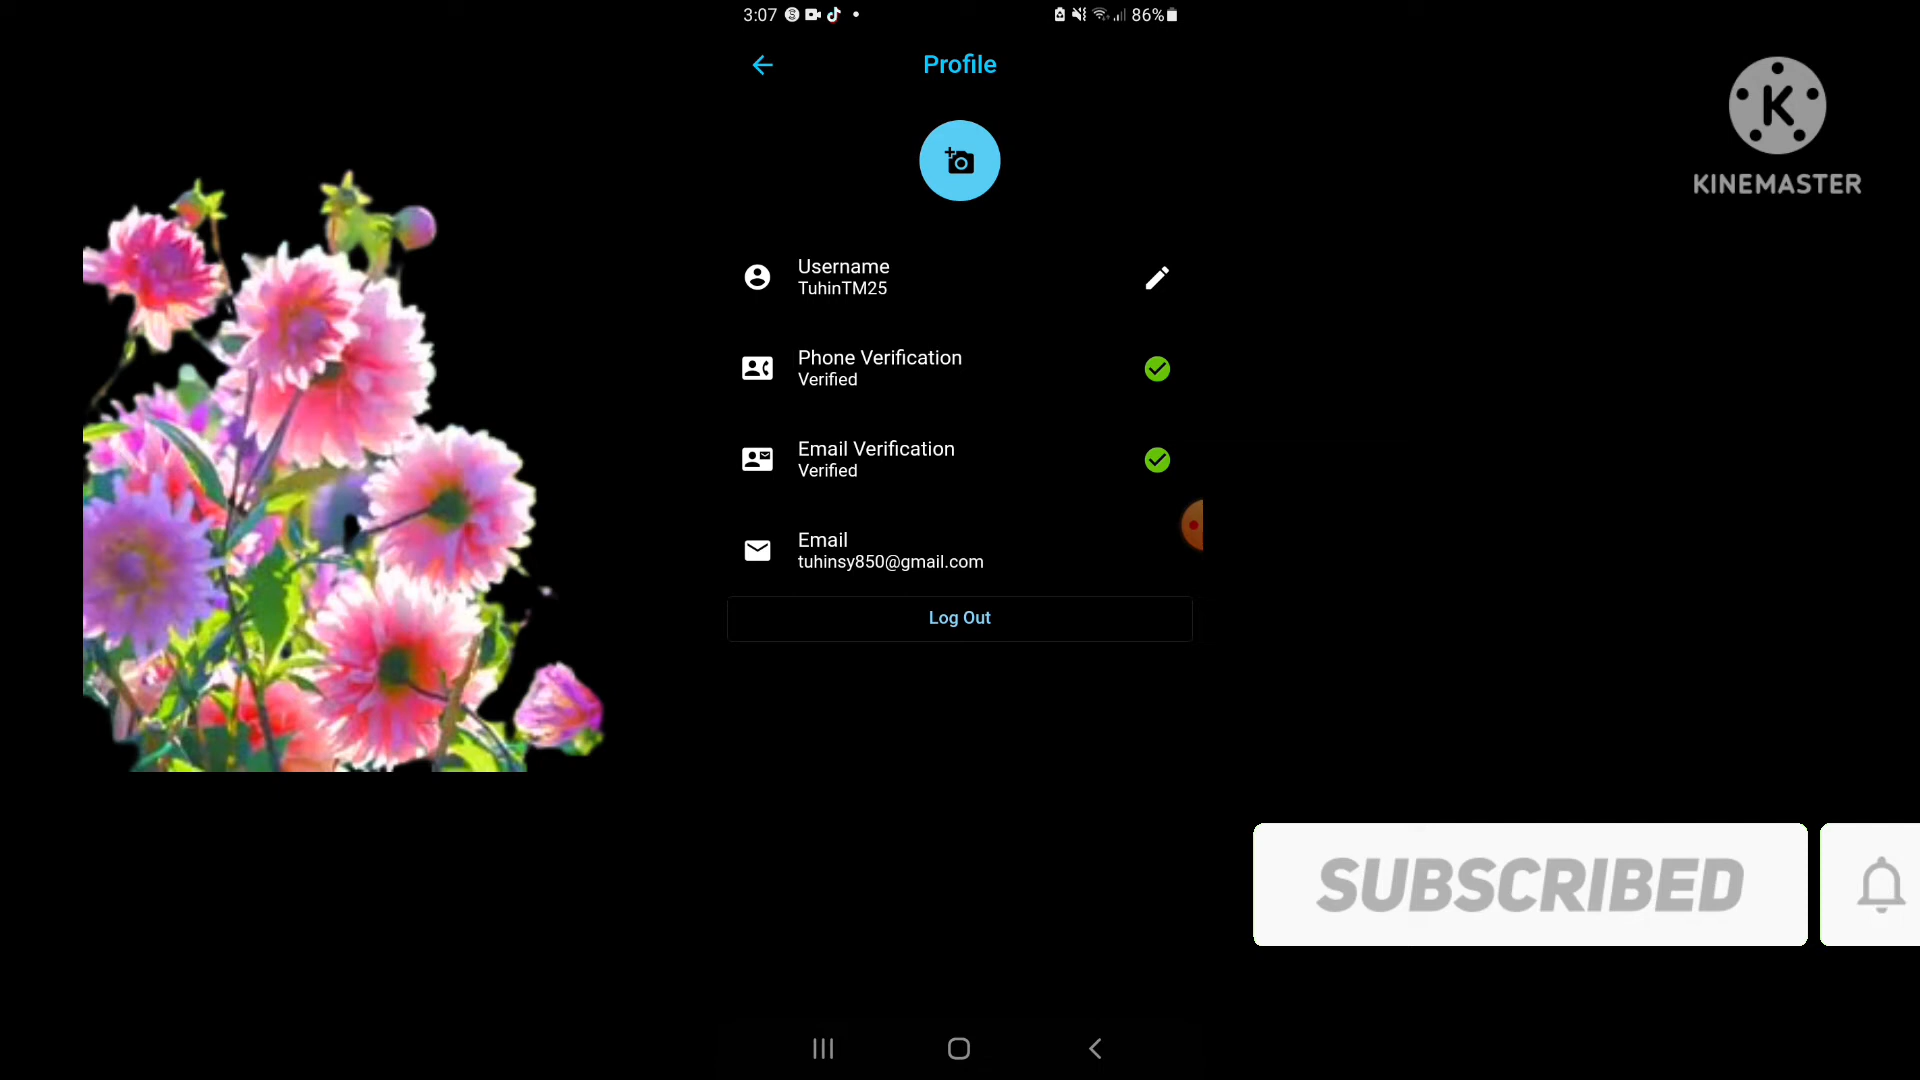 3:07
86%
Profile
KINEMASTER
Username
TuhinTM25
Phone Verification
Verified
Email Verification
Verified
Email
tuhinsy850@gmail.com
Log Out
SUBSCRIBED